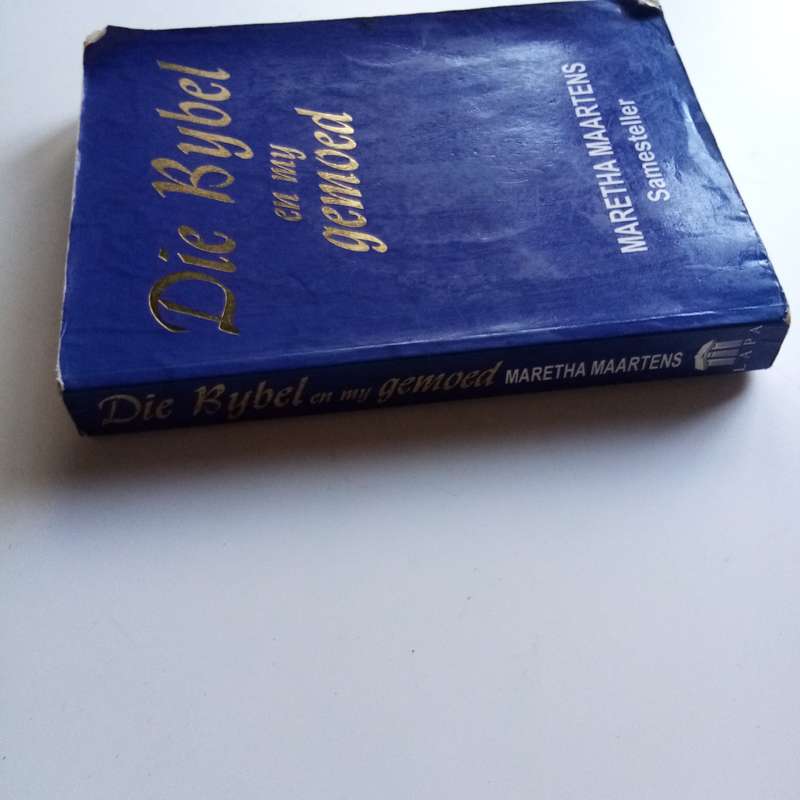 Die Bybel
en my
gemoed
MARETHA MAARTENS
Samesteller
Die Bybel en my gemoed MARETHA MAARTENS LAPA